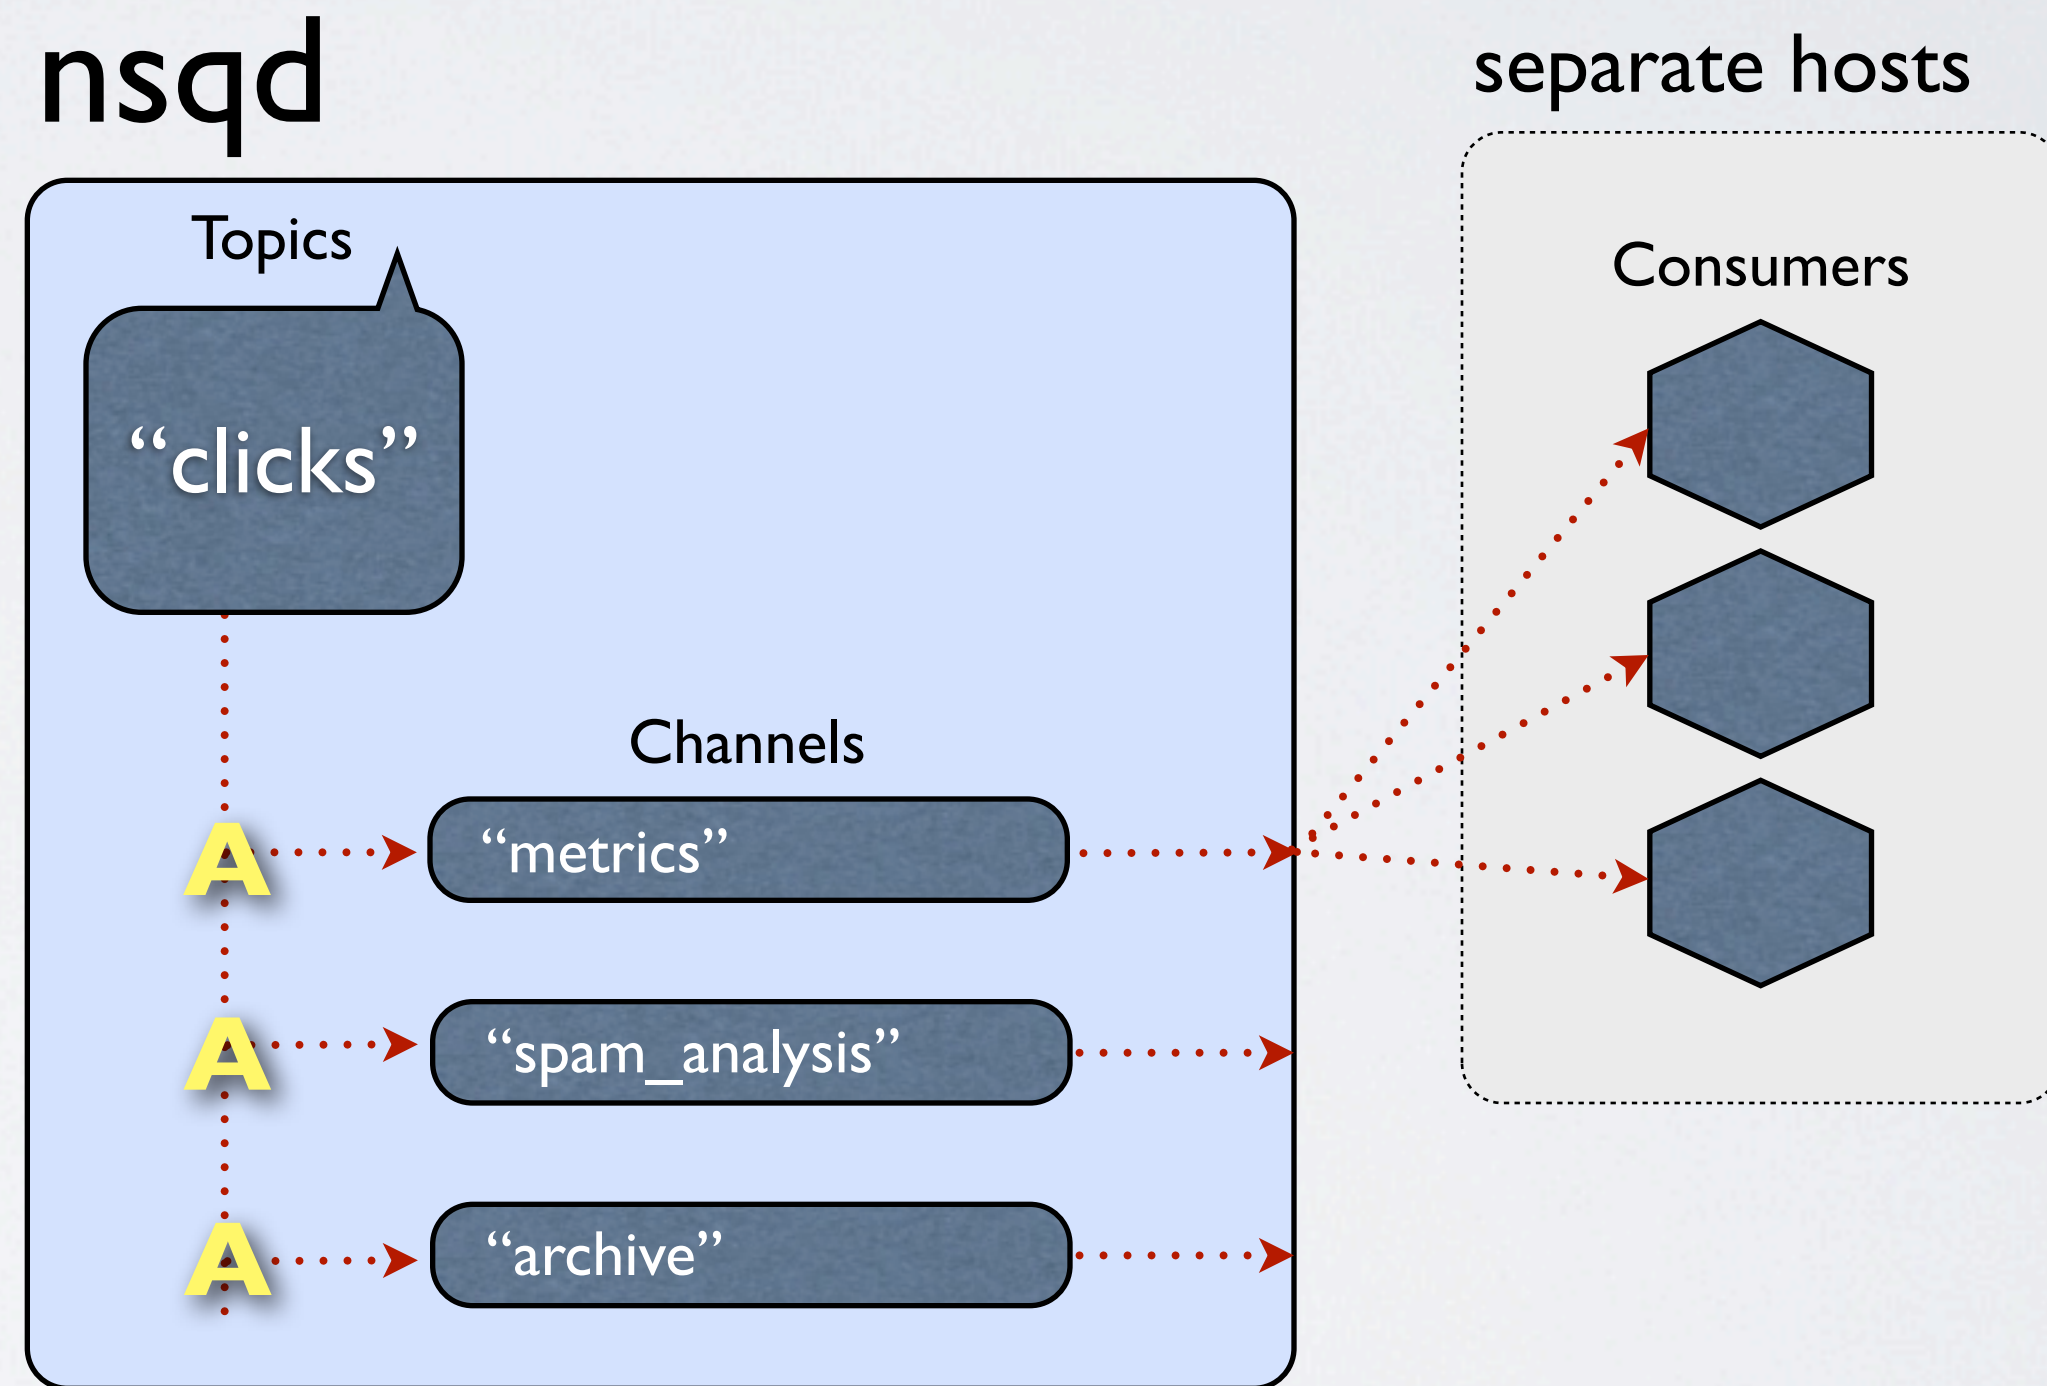 nsqd
separate hosts
Topics
“clicks”
Consumers
Channels
A
“metrics”
A
“spam_analysis”
A
“archive”